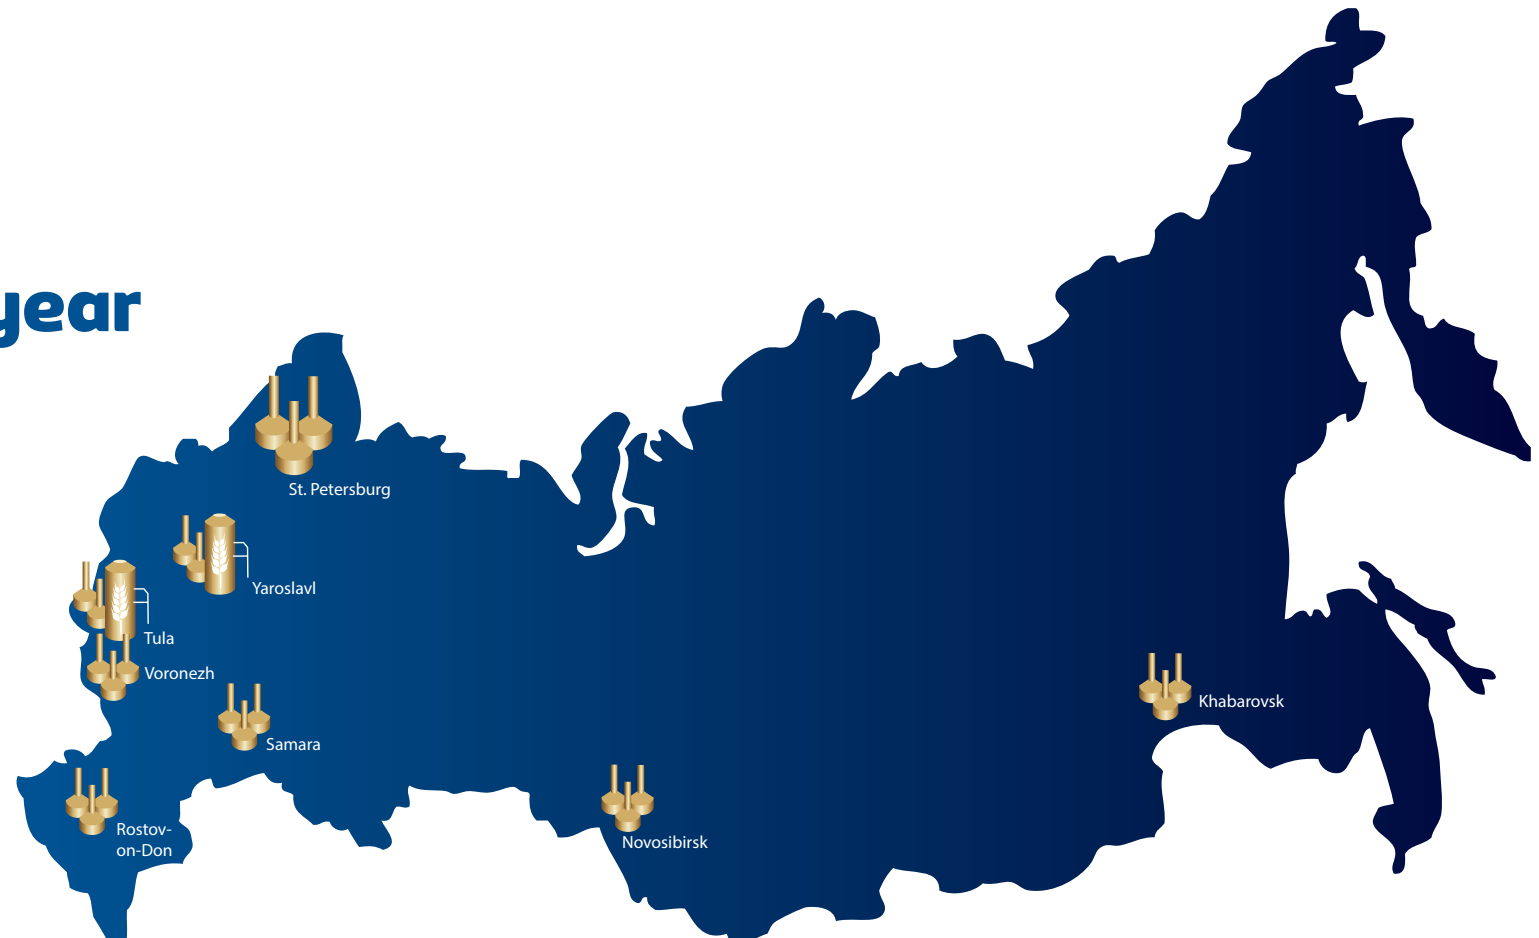 year
St. Petersburg
Yaroslavl
Tula
Voronezh
Samara
Khabarovsk
Rostov-
on-Don
Novosibirsk